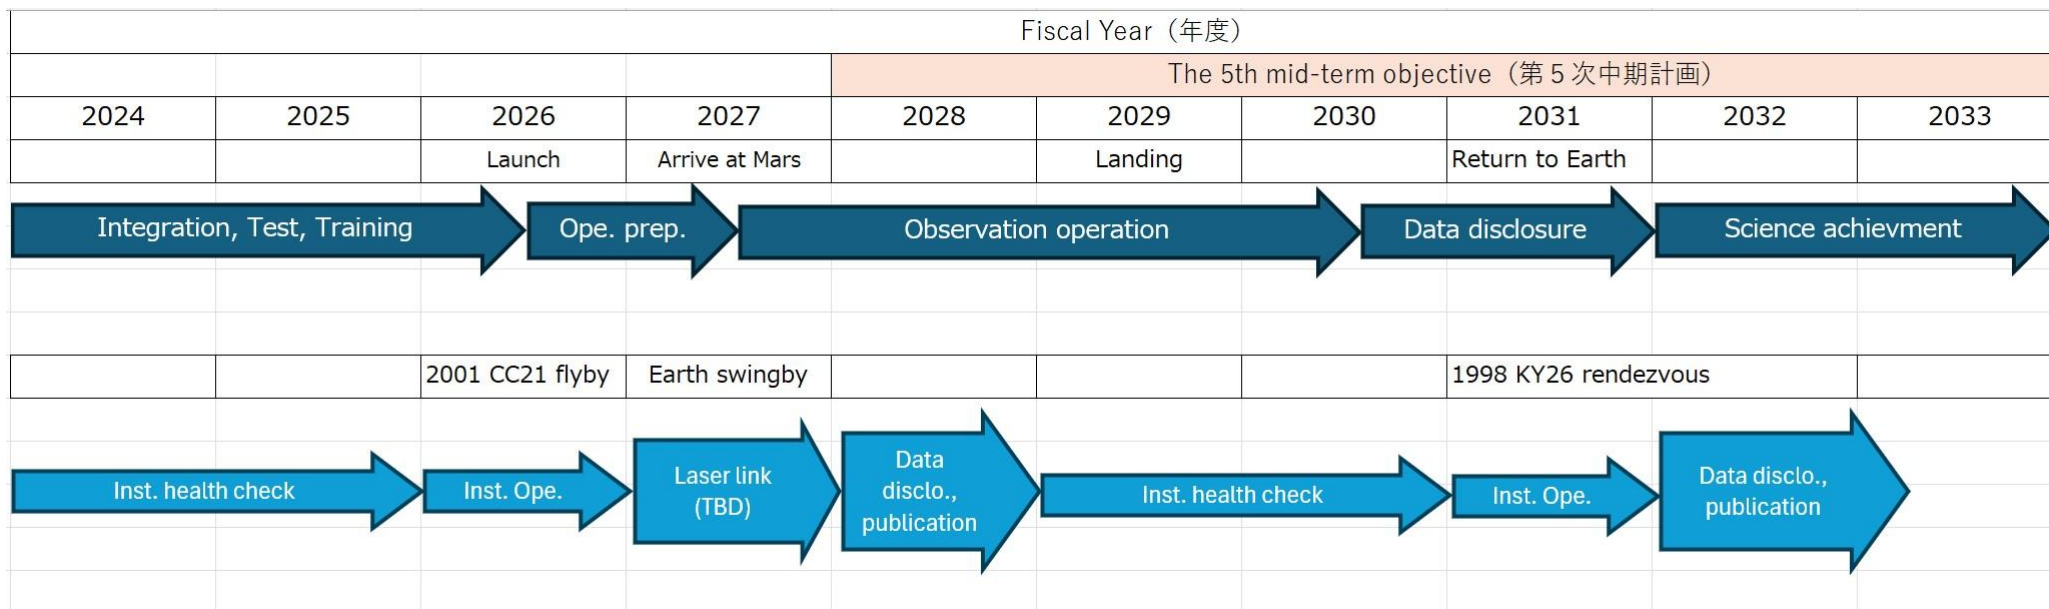 Fiscal Year（年度）
The 5th mid-term objective（第５次中期計画）
2024 2025 2026 2027 2028 2029 2030 2031 2032 2033
Launch Arrive at Mars Landing Return to Earth
Integration, Test, Training Ope. prep. Observation operation Data disclosure Science achievment
2001 CC21 flyby Earth swingby 1998 KY26 rendezvous
Inst. health check
Inst. Ope.
Laser link
(TBD)
Data
disclo.,
publication
Inst. health check
Inst. Ope.
Data disclo.,
publication